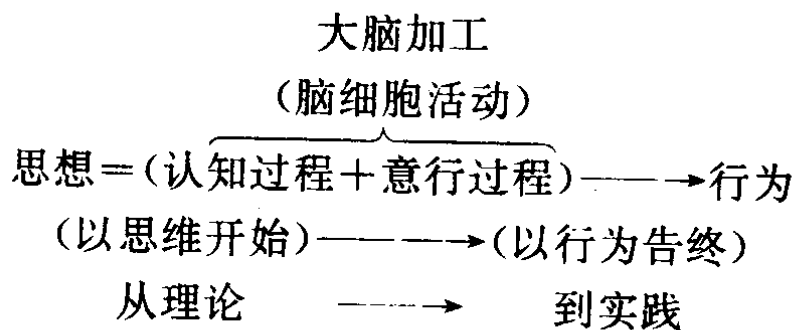 大脑加工
（脑细胞活动）
思想＝（认知过程＋意行过程）——→行为
（以思维开始）———→（以行为告终）
从理论 ——→ 到实践